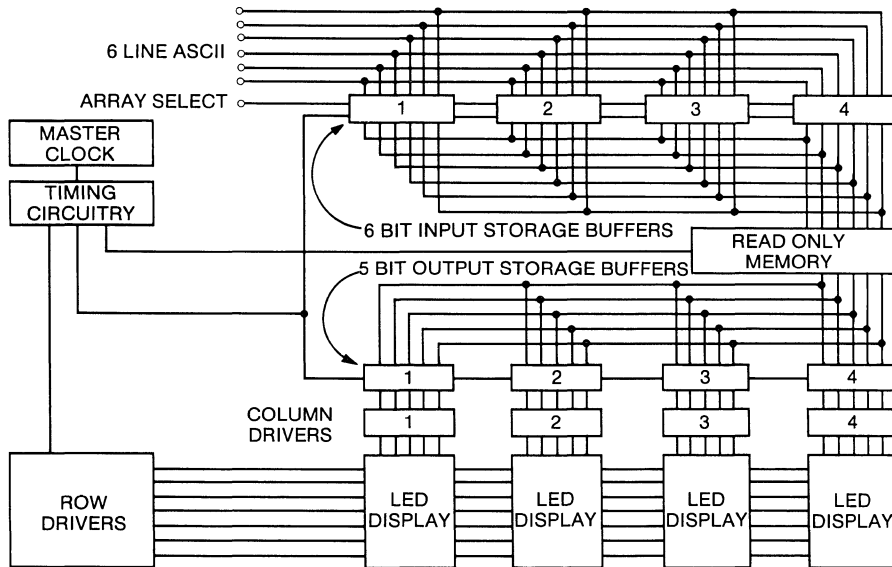 6 LINE ASCII
ARRAY SELECT
1
2
3
4
MASTER
CLOCK
TIMING
CIRCUITRY
6 BIT INPUT STORAGE BUFFERS
READ ONLY
MEMORY
5 BIT OUTPUT STORAGE BUFFERS
1
2
3
4
COLUMN
DRIVERS
1
2
3
4
ROW
DRIVERS
LED
DISPLAY
LED
DISPLAY
LED
DISPLAY
LED
DISPLAY